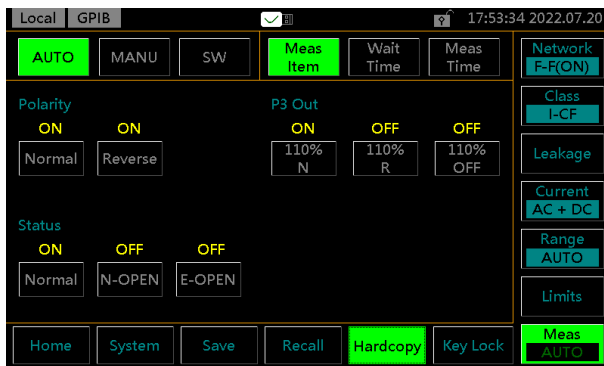 Local GPIB 17:53:34 2022.07.20
AUTO MANU SW Meas Item Wait Time Meas Time
Network
F-F(ON)
Class
I-CF
Leakage
Current
AC + DC
Range
AUTO
Limits
Meas
AUTO
Polarity
ON ON
Normal Reverse
P3 Out
ON OFF OFF
110% N 110% R 110% OFF
Status
ON OFF OFF
Normal N-OPEN E-OPEN
Home System Save Recall Hardcopy Key Lock